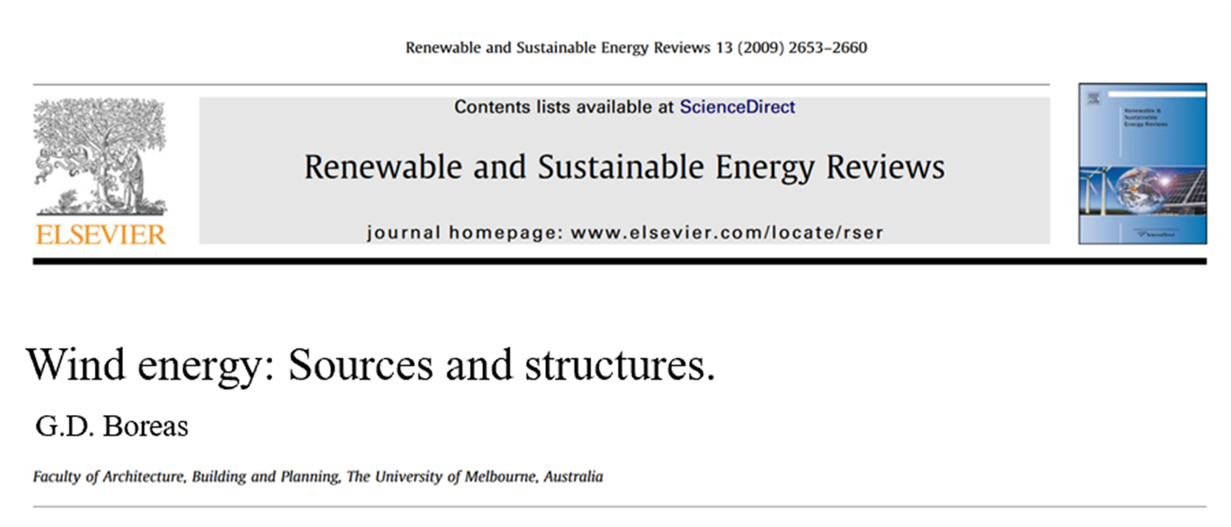 Renewable and Sustainable Energy Reviews 13 (2009) 2653–2660
Contents lists available at ScienceDirect
Renewable and Sustainable Energy Reviews
journal homepage: www.elsevier.com/locate/rser
ELSEVIER
Renewable &
Sustainable
Energy Reviews
ScienceDirect
Wind energy: Sources and structures.
G.D. Boreas
Faculty of Architecture, Building and Planning, The University of Melbourne, Australia